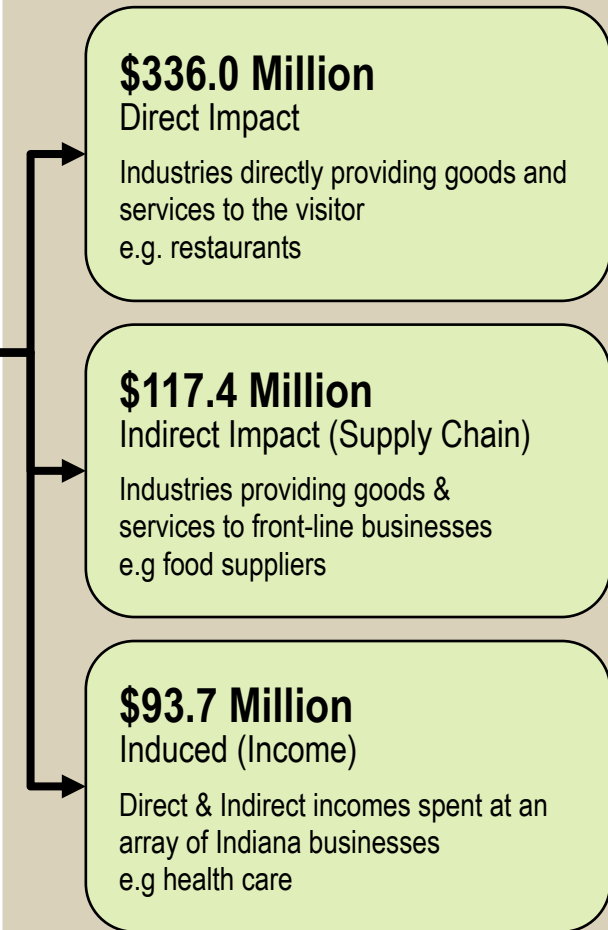 $336.0 Million
Direct Impact
Industries directly providing goods and
services to the visitor
e.g. restaurants
$117.4 Million
Indirect Impact (Supply Chain)
Industries providing goods &
services to front-line businesses
e.g food suppliers
$93.7 Million
Induced (Income)
Direct & Indirect incomes spent at an
array of Indiana businesses
e.g health care